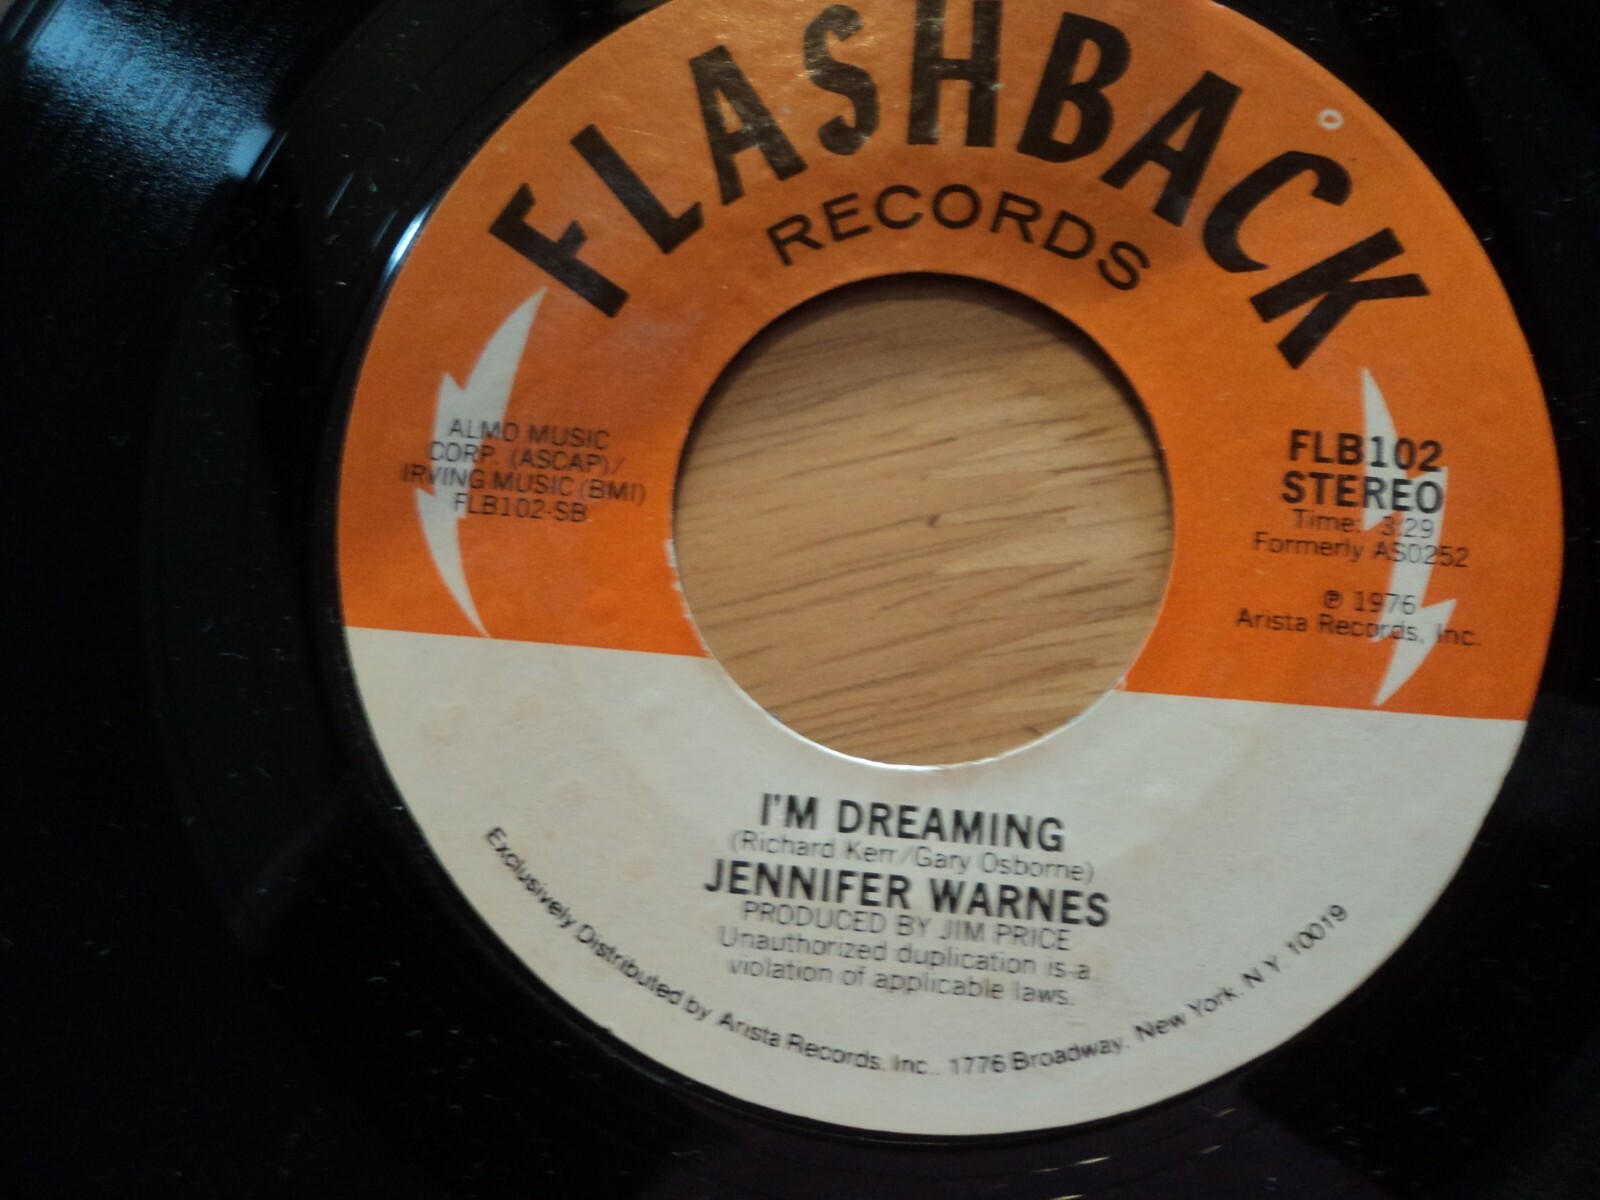 FLASHBACK
RECORDS
ALMO MUSIC
CORP. (ASCAP)/
IRVING MUSIC (BMI)
FLB102-SB
FLB102
STEREO
Time: 3:29
Formerly AS0252
℗ 1976
Arista Records, Inc.
I'M DREAMING
(Richard Kerr/Gary Osborne)
JENNIFER WARNES
PRODUCED BY JIM PRICE
Unauthorized duplication is a
violation of applicable laws.
Exclusively Distributed by Arista Records, Inc., 1776 Broadway, New York, N.Y. 10019